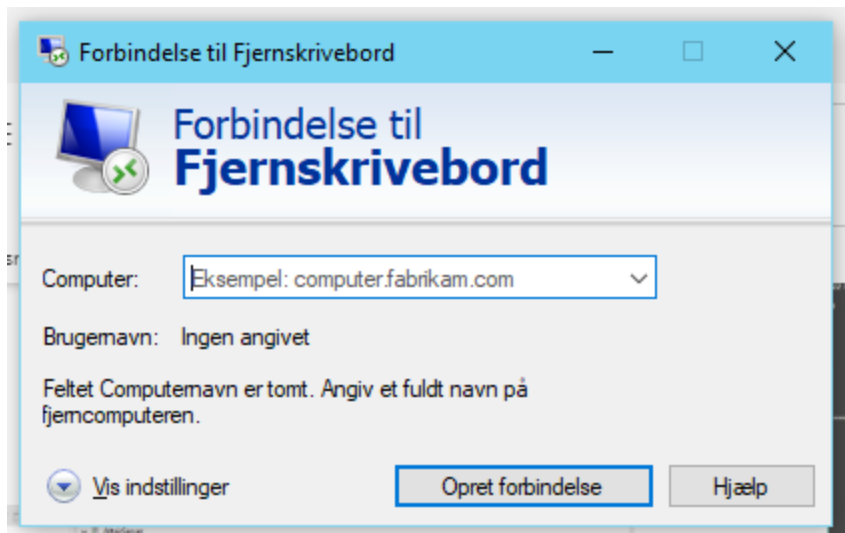 Forbindelse til Fjernskrivebord
Forbindelse til
Fjernskrivebord
Computer:
Eksempel: computer.fabrikam.com
Brugernavn:
Ingen angivet
Feltet Computernavn er tomt. Angiv et fuldt navn på
fjerncomputeren.
Vis indstillinger
Opret forbindelse
Hjælp